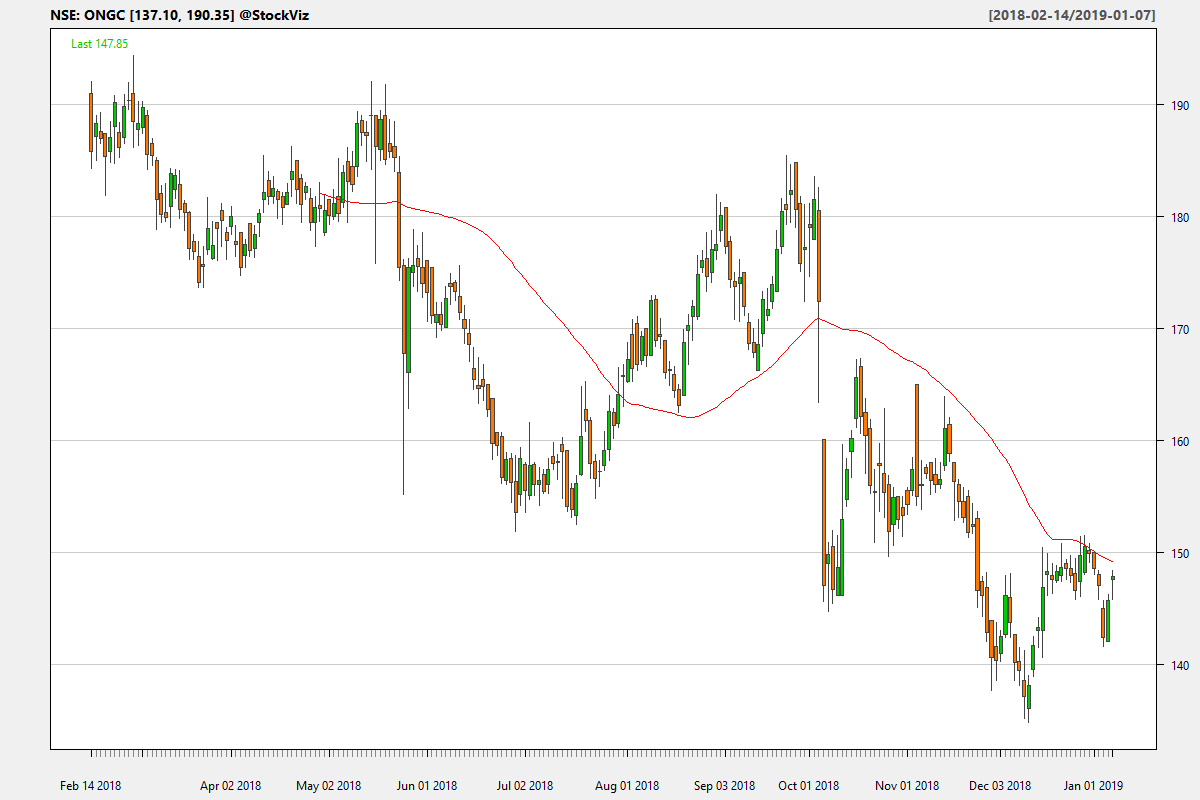 NSE: ONGC [137.10, 190.35] @StockViz
[2018-02-14/2019-01-07]
Last 147.85
190
180
170
160
150
140
Feb 14 2018
Apr 02 2018
May 02 2018
Jun 01 2018
Jul 02 2018
Aug 01 2018
Sep 03 2018
Oct 01 2018
Nov 01 2018
Dec 03 2018
Jan 01 2019